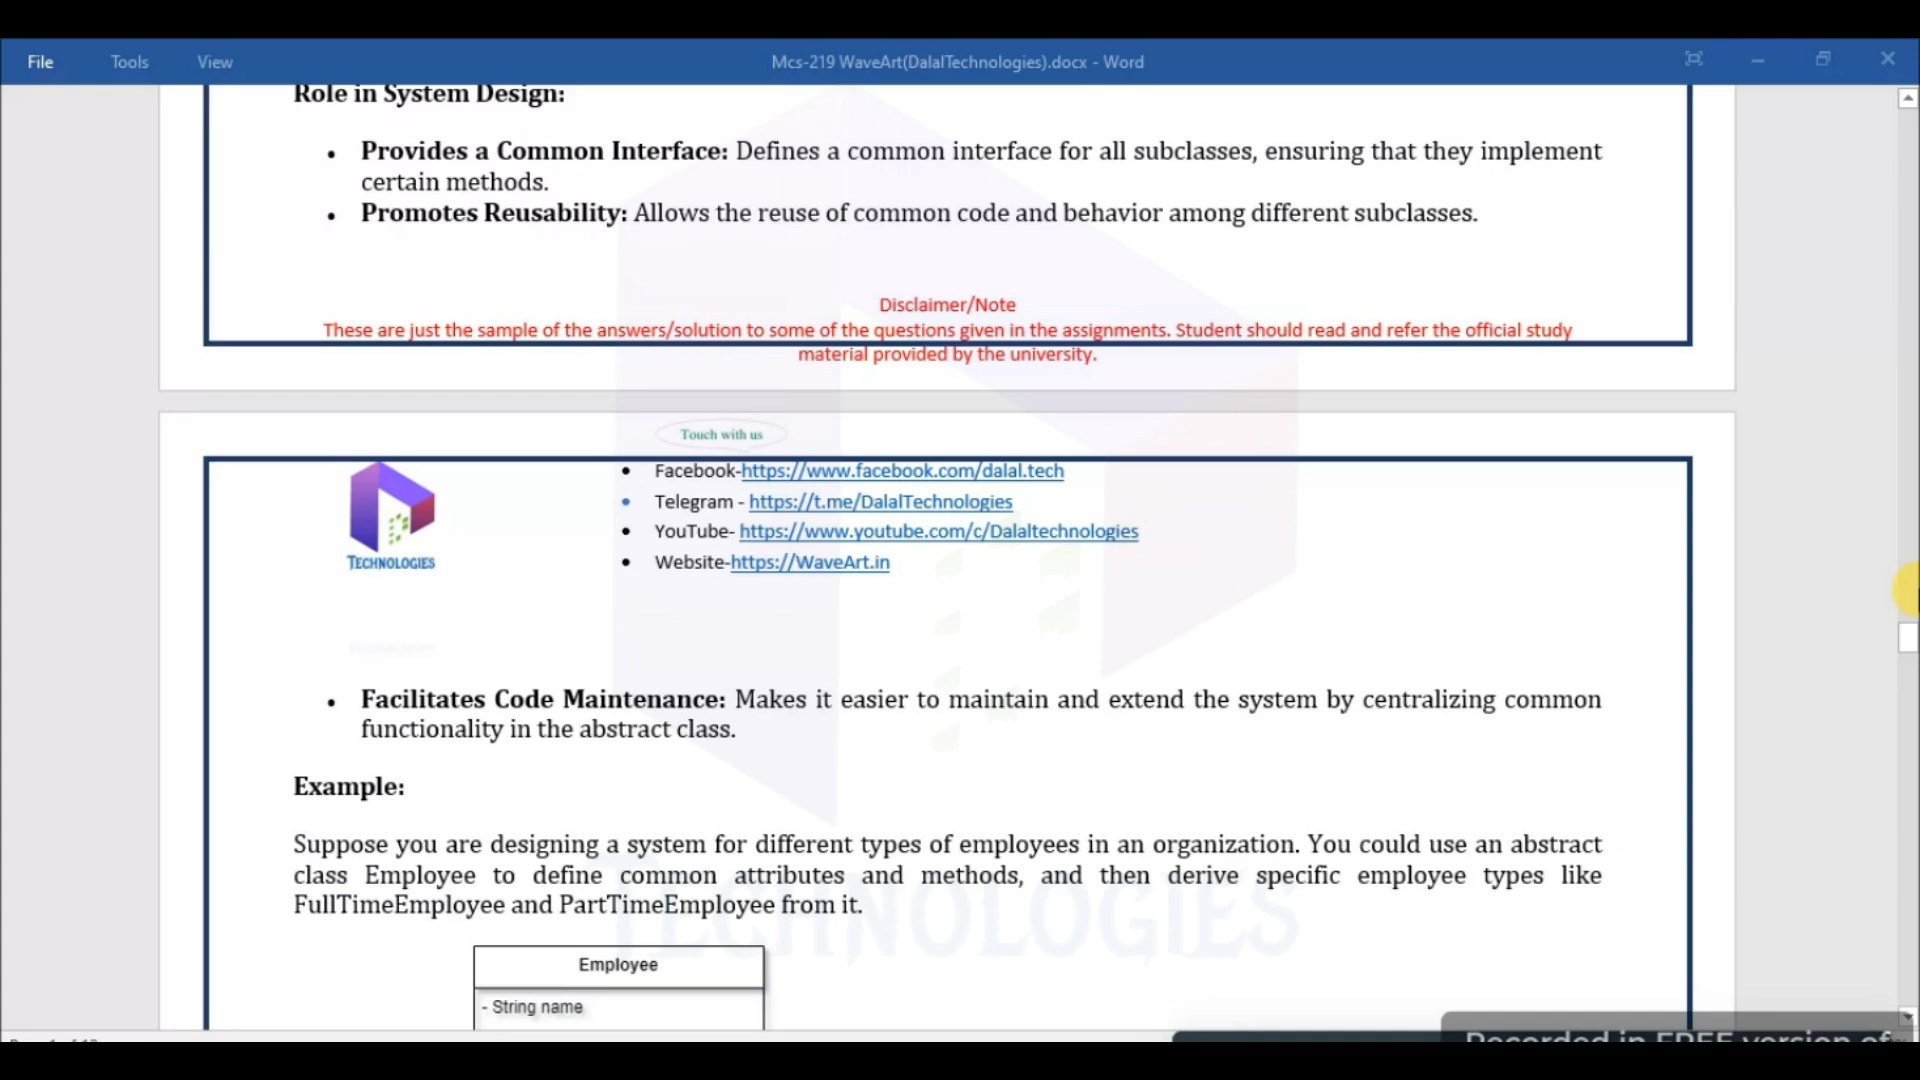 File Tools View Mcs-219 WaveArt(DalalTechnologies).docx - Word
Role in System Design:
• Provides a Common Interface: Defines a common interface for all subclasses, ensuring that they implement
certain methods.
• Promotes Reusability: Allows the reuse of common code and behavior among different subclasses.
Disclaimer/Note
These are just the sample of the answers/solution to some of the questions given in the assignments. Student should read and refer the official study
material provided by the university.
Touch with us
• Facebook-https://www.facebook.com/dalal.tech
• Telegram - https://t.me/DalalTechnologies
• YouTube- https://www.youtube.com/c/Dalaltechnologies
• Website-https://WaveArt.in
TECHNOLOGIES
• Facilitates Code Maintenance: Makes it easier to maintain and extend the system by centralizing common
functionality in the abstract class.
Example:
Suppose you are designing a system for different types of employees in an organization. You could use an abstract
class Employee to define common attributes and methods, and then derive specific employee types like
FullTimeEmployee and PartTimeEmployee from it.
TECHNOLOGIES
Employee
- String name
Recorded in FREE version of